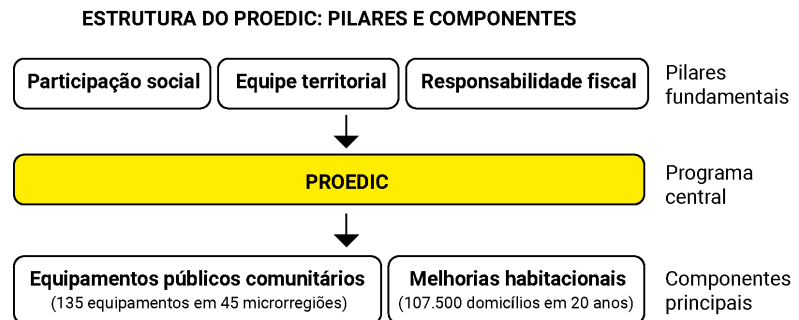 ESTRUTURA DO PROEDIC: PILARES E COMPONENTES
Participação social
Equipe territorial
Responsabilidade fiscal
Pilares
fundamentais
PROEDIC
Programa
central
Equipamentos públicos comunitários
(135 equipamentos em 45 microrregiões)
Melhorias habitacionais
(107.500 domicílios em 20 anos)
Componentes
principais